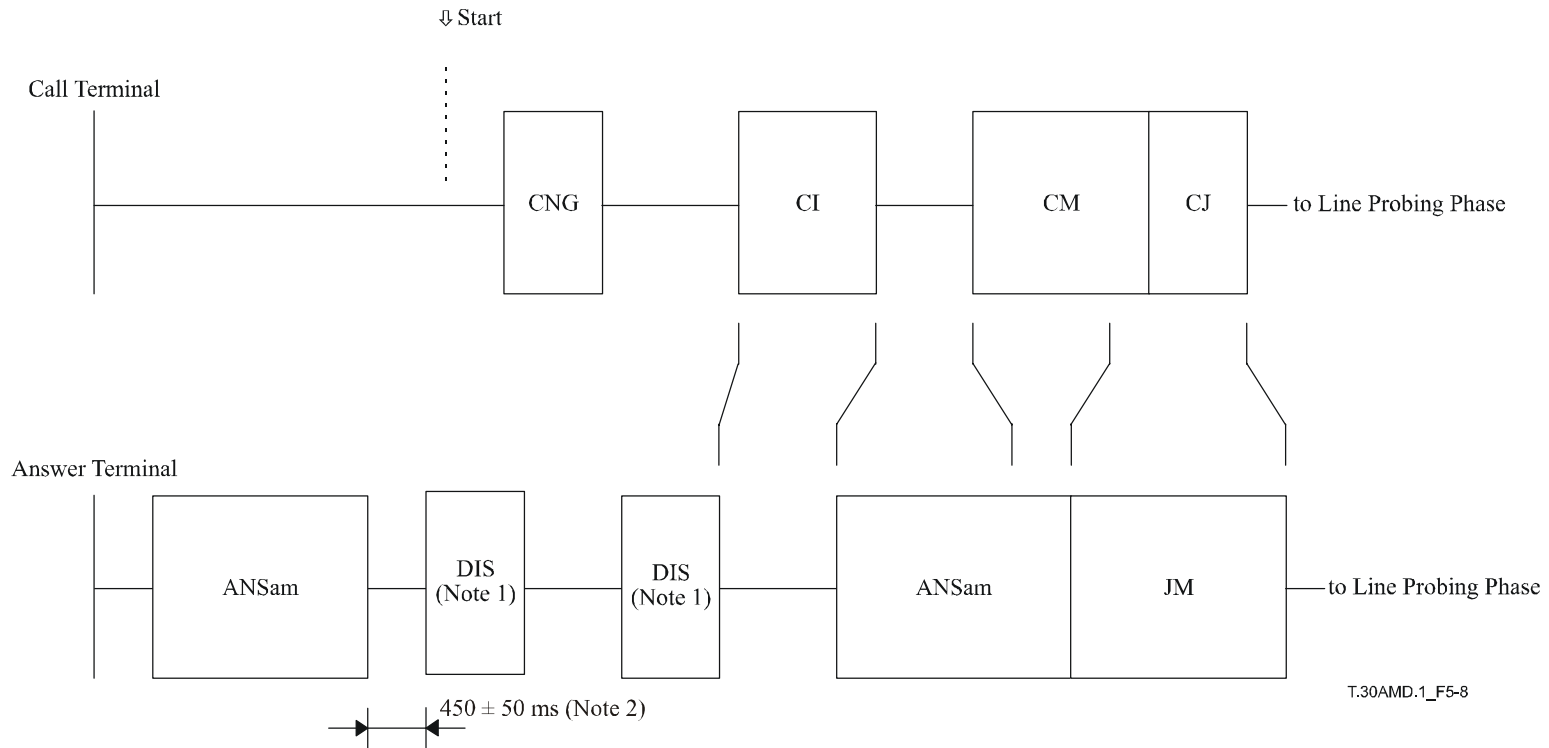 ⇩ Start
Call Terminal
CNG
CI
CM
CJ
to Line Probing Phase
Answer Terminal
ANSam
DIS
(Note 1)
DIS
(Note 1)
ANSam
JM
to Line Probing Phase
450 ± 50 ms (Note 2)
T.30AMD.1_F5-8